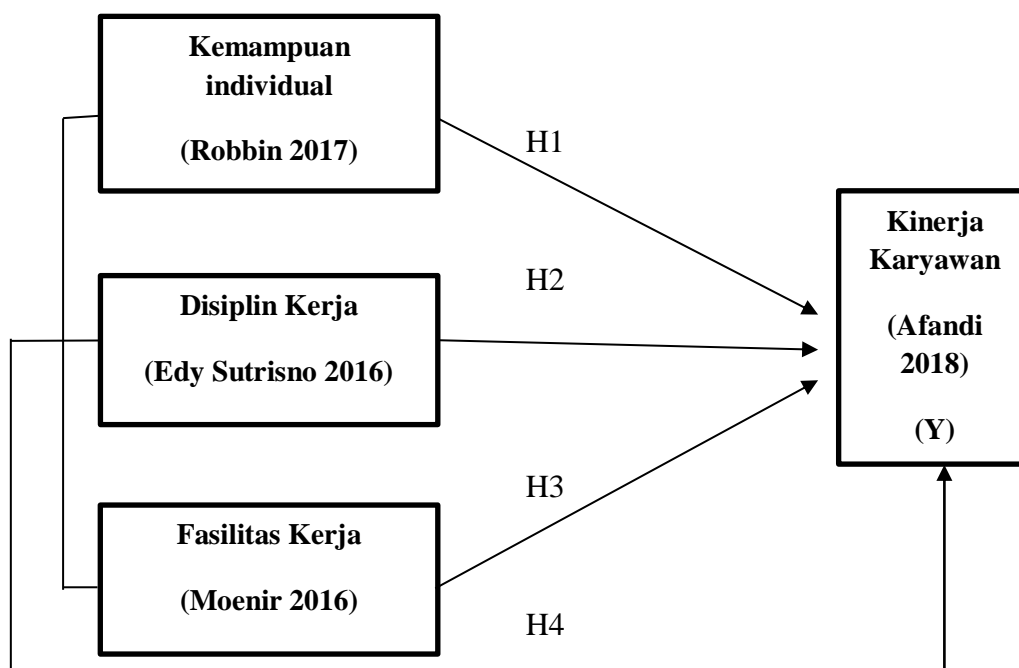 Kemampuan
individual
(Robbin 2017)
H1
Kinerja
Karyawan
(Afandi
2018)
(Y)
H2
Disiplin Kerja
(Edy Sutrisno 2016)
H3
Fasilitas Kerja
(Moenir 2016)
H4